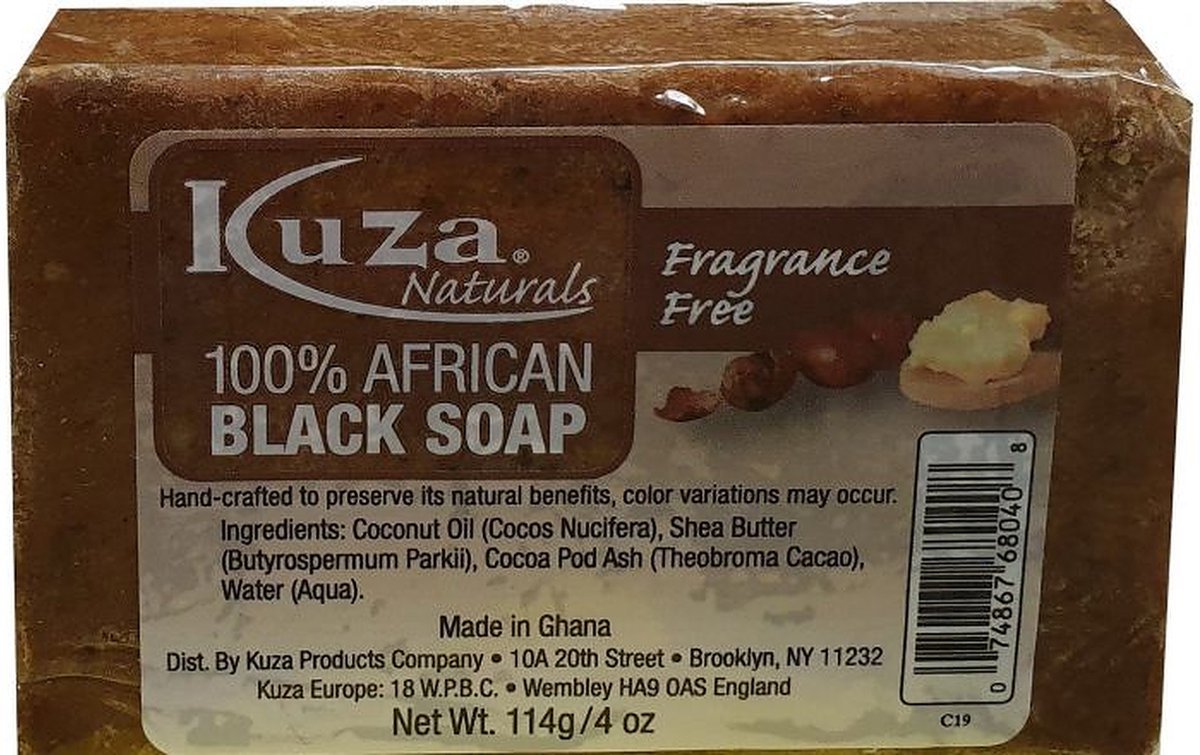 Kuza®
Naturals
100% AFRICAN
BLACK SOAP
Fragrance
Free
Hand-crafted to preserve its natural benefits, color variations may occur.
Ingredients: Coconut Oil (Cocos Nucifera), Shea Butter
(Butyrospermum Parkii), Cocoa Pod Ash (Theobroma Cacao),
Water (Aqua).
Made in Ghana
Dist. By Kuza Products Company • 10A 20th Street • Brooklyn, NY 11232
Kuza Europe: 18 W.P.B.C. • Wembley HA9 OAS England
Net Wt. 114g/4 oz
0 74867 68040 8
C19